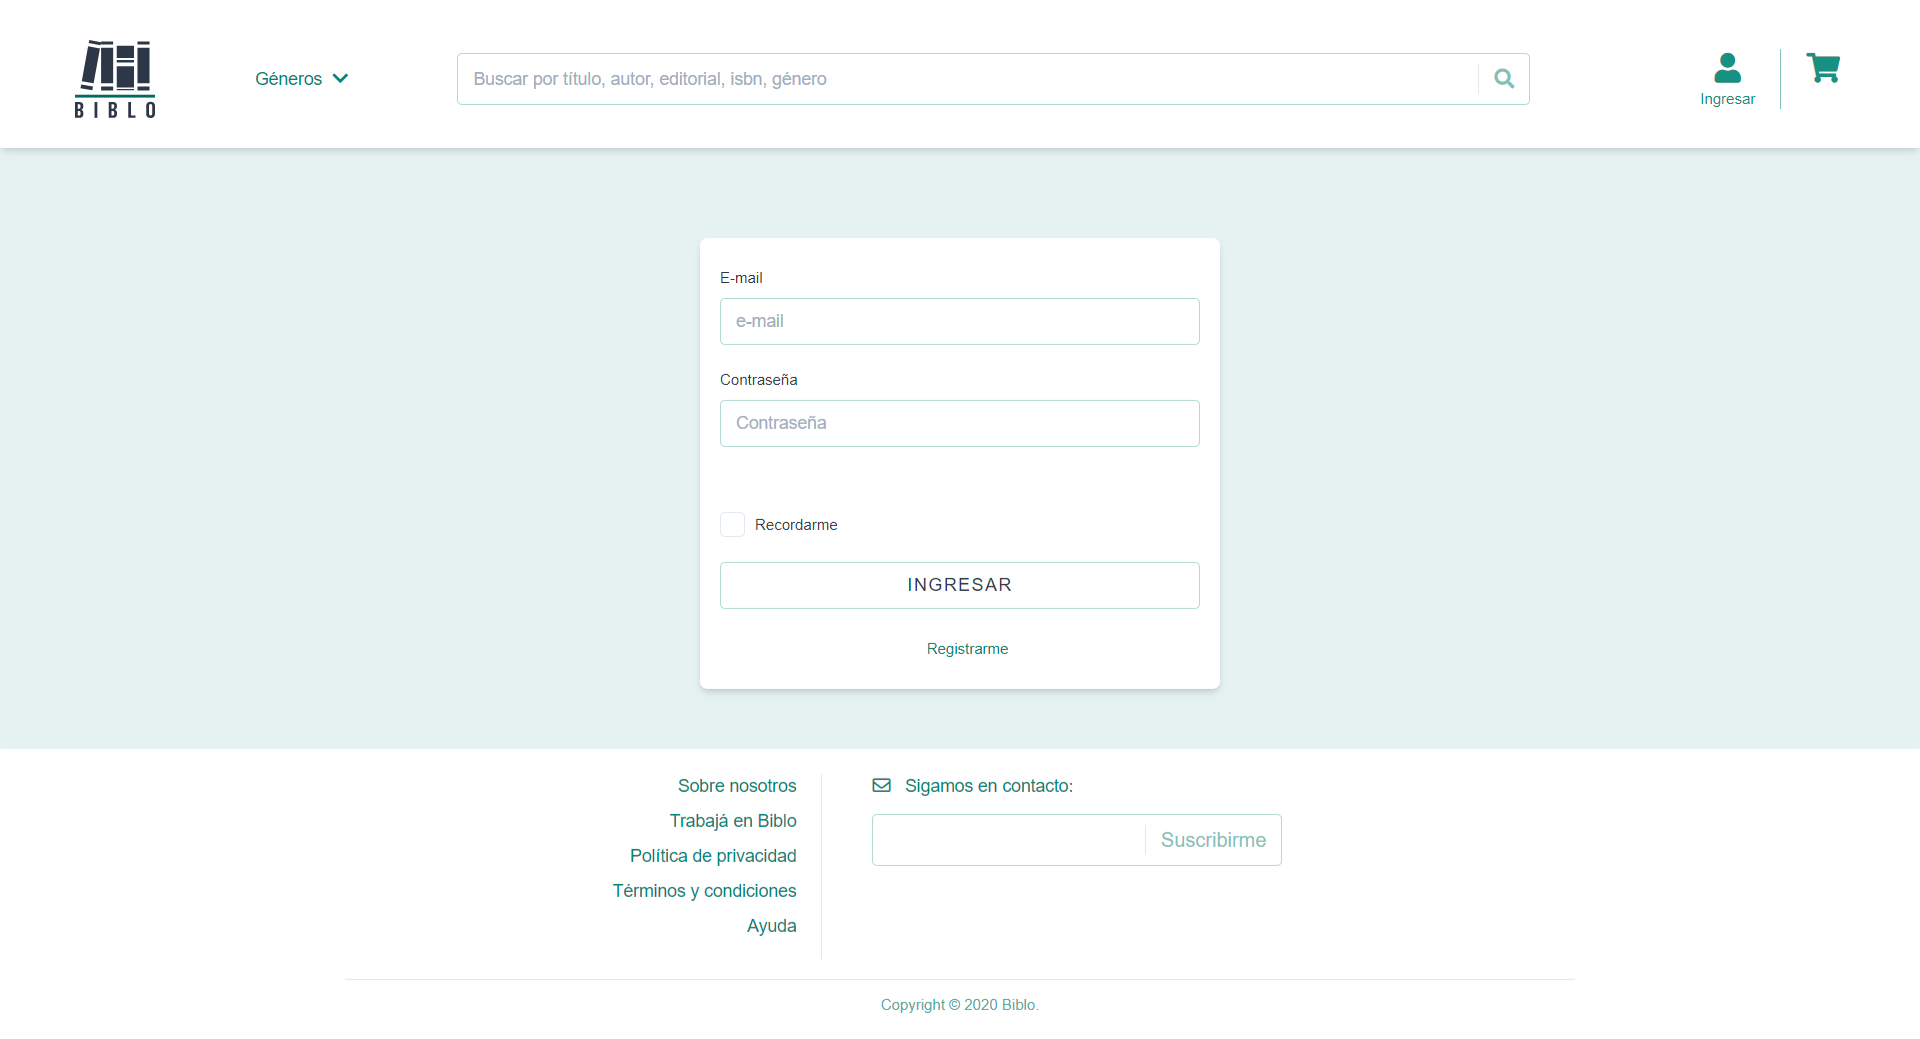 BIBLO
Géneros
Buscar por título, autor, editorial, isbn, género
Ingresar
E-mail
e-mail
Contraseña
Contraseña
Recordarme
INGRESAR
Registrarme
Sobre nosotros
Trabajá en Biblo
Política de privacidad
Términos y condiciones
Ayuda
Sigamos en contacto:
Suscribirme
Copyright © 2020 Biblo.